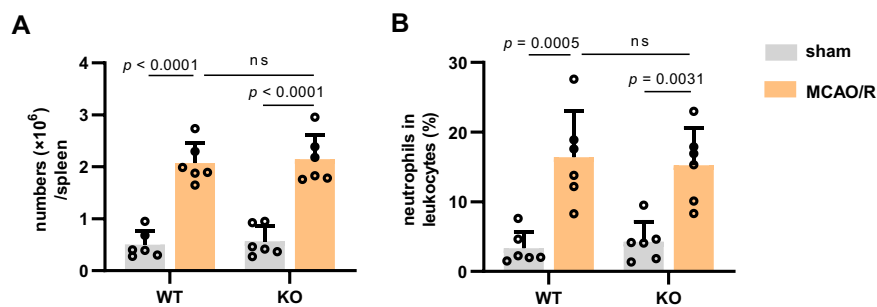 A
numbers (×10⁶)
/spleen
4
3
2
1
0
p < 0.0001
ns
p < 0.0001
WT
KO
B
neutrophils in
leukocytes (%)
30
20
10
0
p = 0.0005
ns
p = 0.0031
WT
KO
sham
MCAO/R